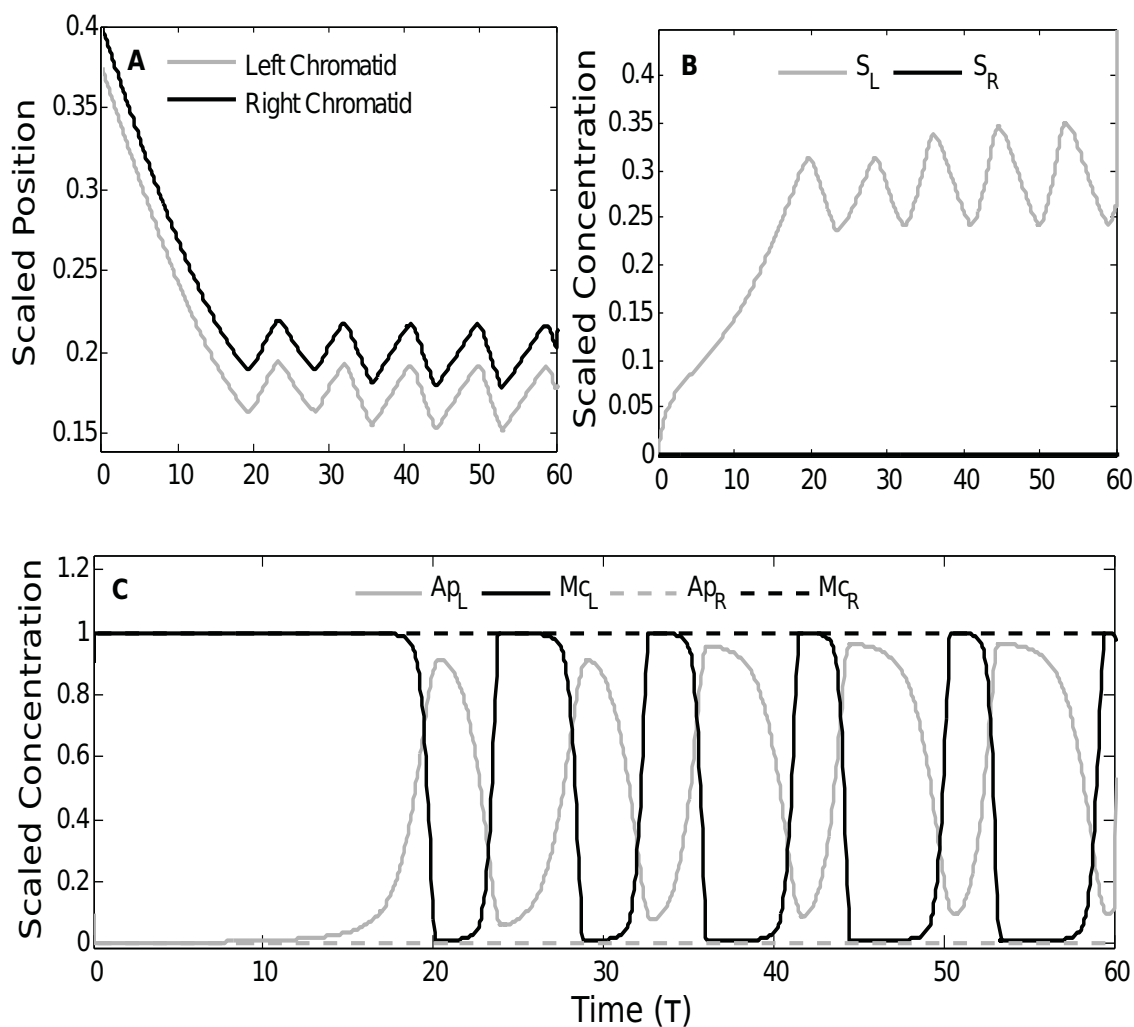 A
Left Chromatid
Right Chromatid
Scaled Position
0.4
0.35
0.3
0.25
0.2
0.15
0 10 20 30 40 50 60
B
S_L S_R
Scaled Concentration
0.4
0.35
0.3
0.25
0.2
0.15
0.1
0.05
0
0 10 20 30 40 50 60
C
Ap_L Mc_L Ap_R Mc_R
Scaled Concentration
1.2
1
0.8
0.6
0.4
0.2
0
0 10 20 30 40 50 60
Time (T)